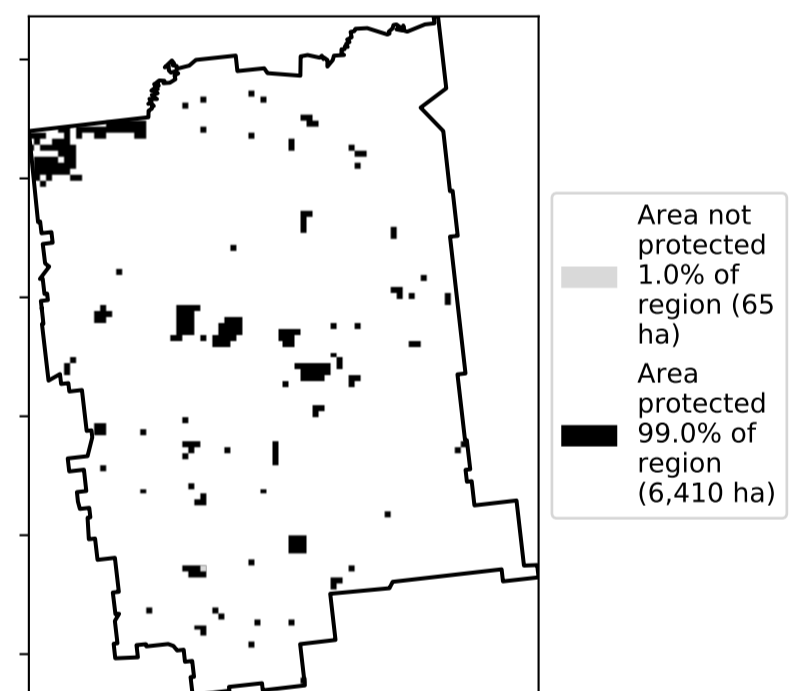 Area not
protected
1.0% of
region (65
ha)
Area
protected
99.0% of
region
(6,410 ha)